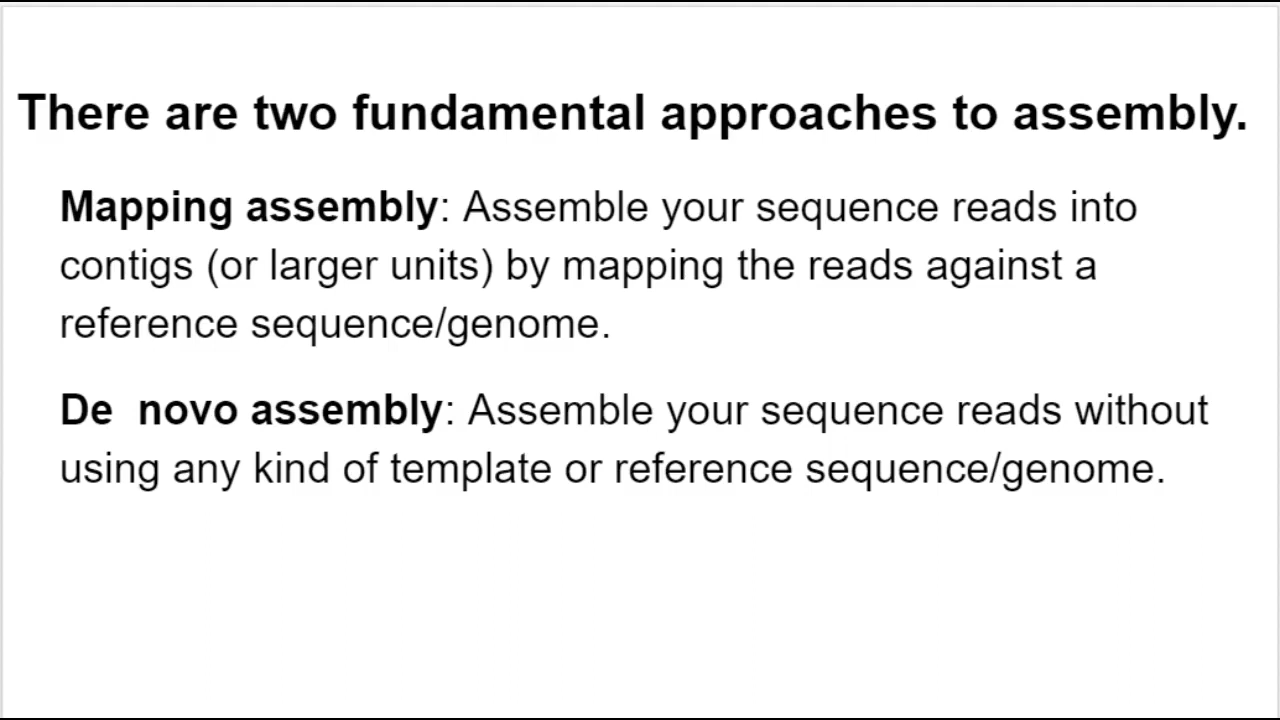 There are two fundamental approaches to assembly.
Mapping assembly: Assemble your sequence reads into
contigs (or larger units) by mapping the reads against a
reference sequence/genome.
De  novo assembly: Assemble your sequence reads without
using any kind of template or reference sequence/genome.